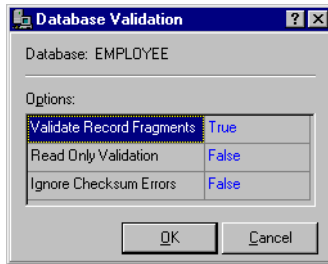 Database Validation
Database: EMPLOYEE
Options:
Validate Record Fragments True
Read Only Validation False
Ignore Checksum Errors False
OK Cancel